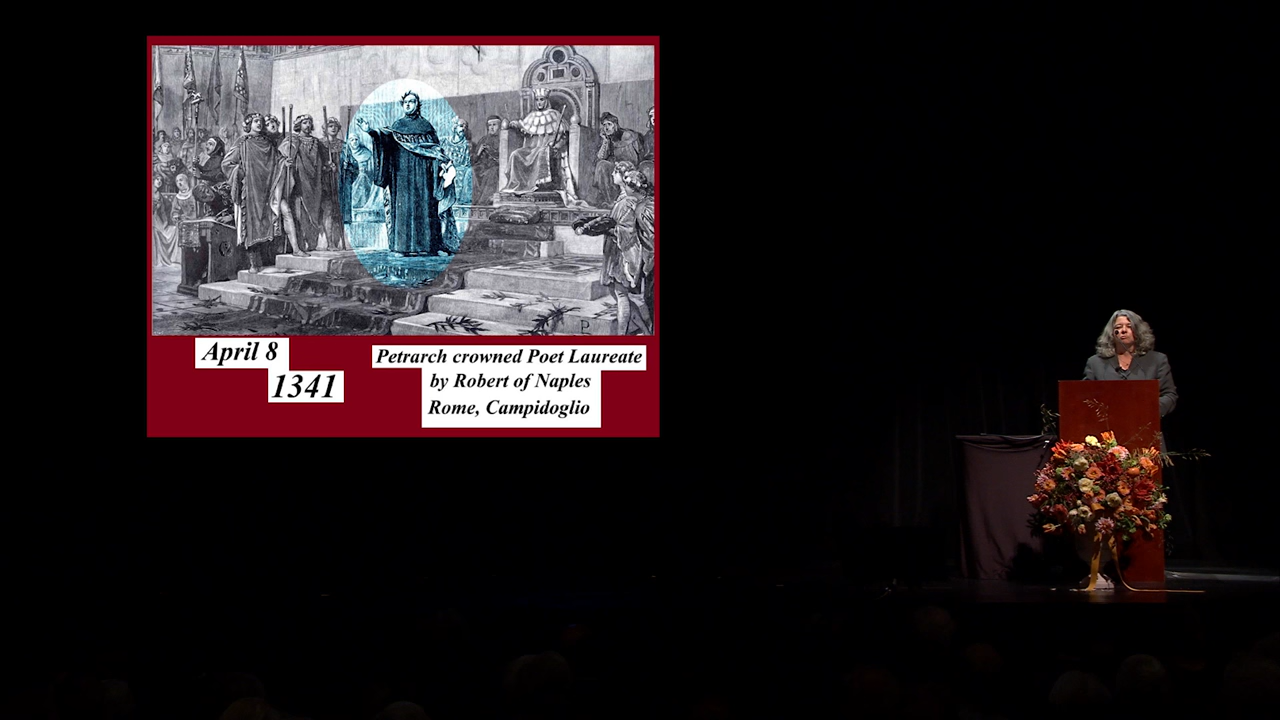 April 8
1341
Petrarch crowned Poet Laureate
by Robert of Naples
Rome, Campidoglio